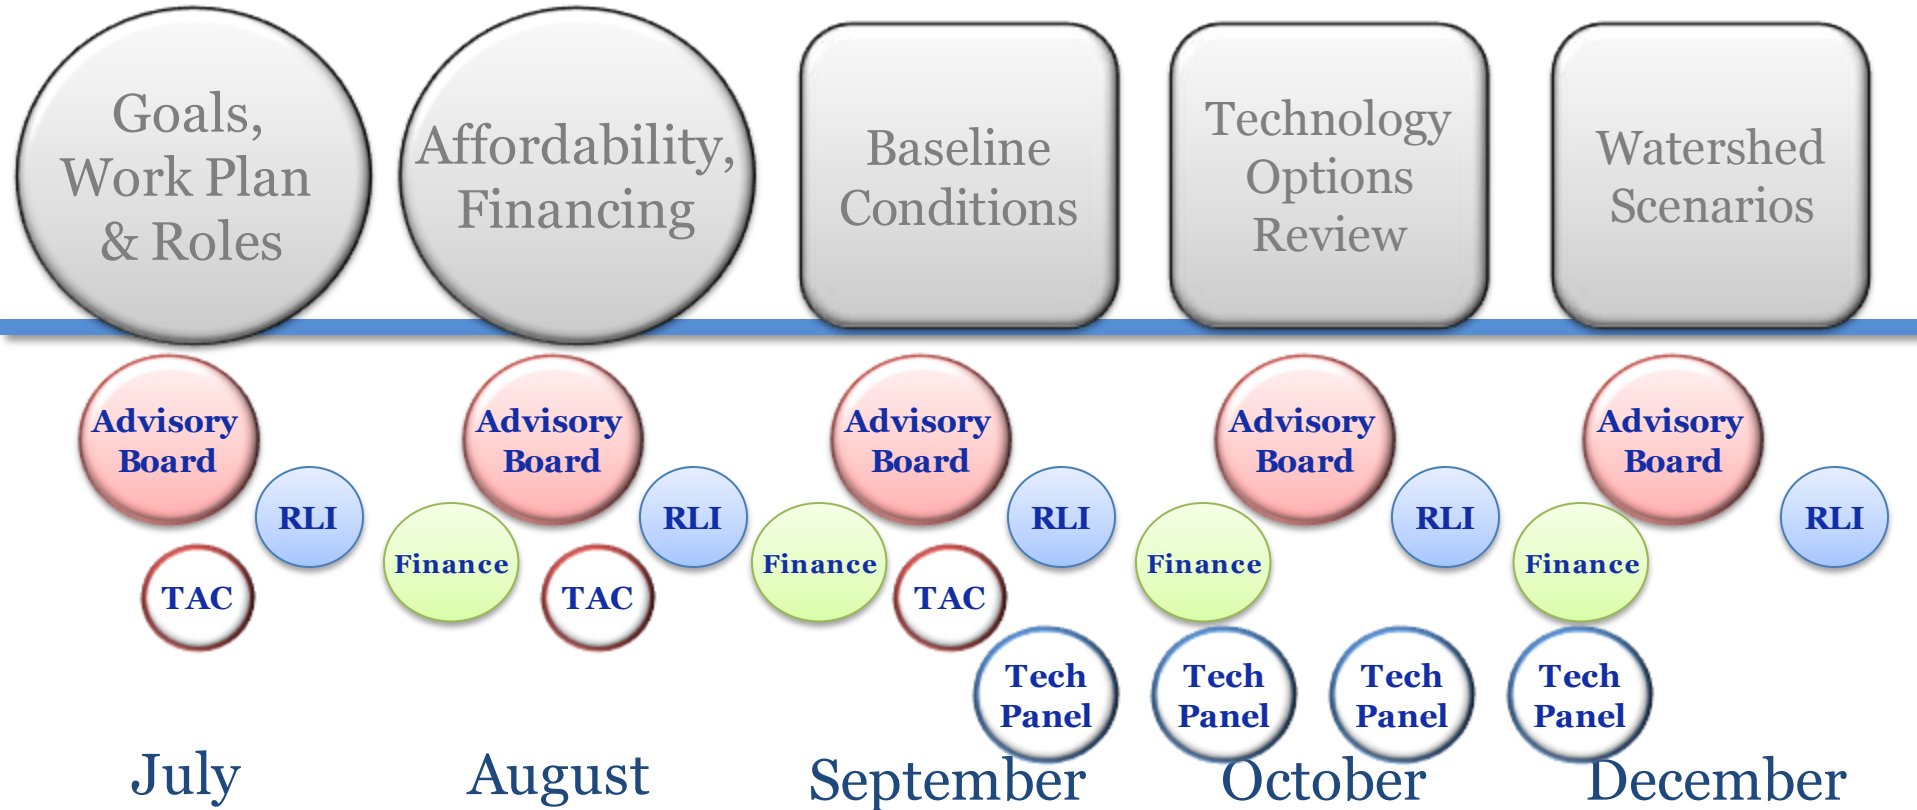 Goals,
Work Plan
& Roles
Affordability,
Financing
Baseline
Conditions
Technology
Options
Review
Watershed
Scenarios
Advisory
Board
RLI
TAC
Advisory
Board
RLI
Finance
TAC
Advisory
Board
RLI
Finance
TAC
Tech
Panel
Advisory
Board
RLI
Finance
Tech
Panel
Tech
Panel
Advisory
Board
RLI
Finance
Tech
Panel
July
August
September
October
December